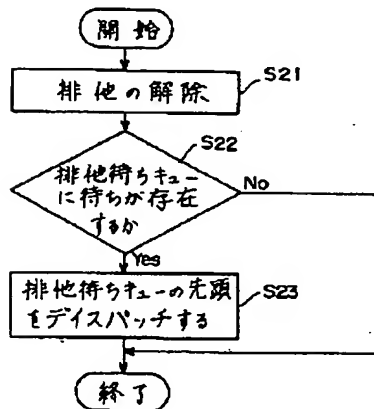 開始
排他の解除
S21
S22
排他待ちキュー
に待ちが存在
するか
No
Yes
排他待ちキューの先頭
をディスパッチする
S23
終了